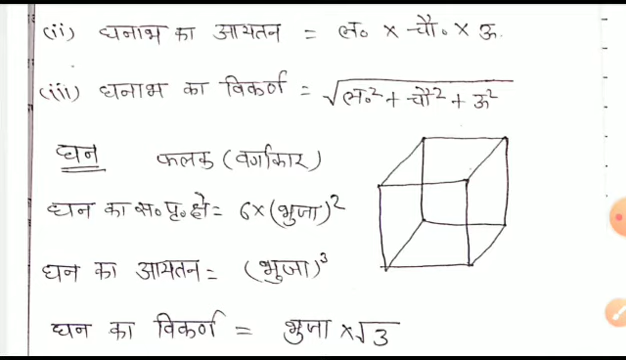 (ii) घनाभ का आयतन = ल० × चौ० × ऊ.
(iii) घनाभ का विकर्ण = √ल०² + चौ² + ऊ²
घन फलक (वर्गाकार)
घन का स० पृ० क्षे = 6 × (भुजा)²
घन का आयतन = (भुजा)³
घन का विकर्ण = भुजा × √3